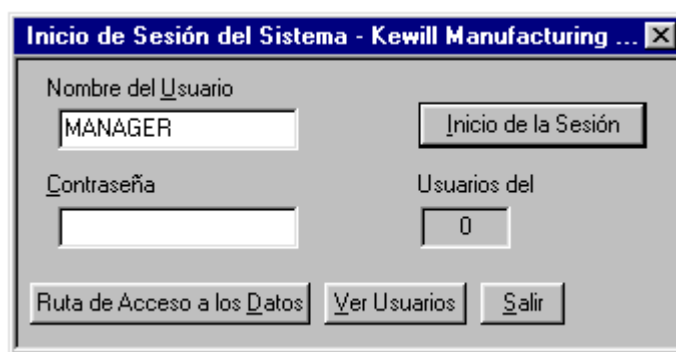 Inicio de Sesión del Sistema - Kewill Manufacturing ...
Nombre del Usuario
MANAGER
Inicio de la Sesión
Contraseña
Usuarios del
0
Ruta de Acceso a los Datos
Ver Usuarios
Salir